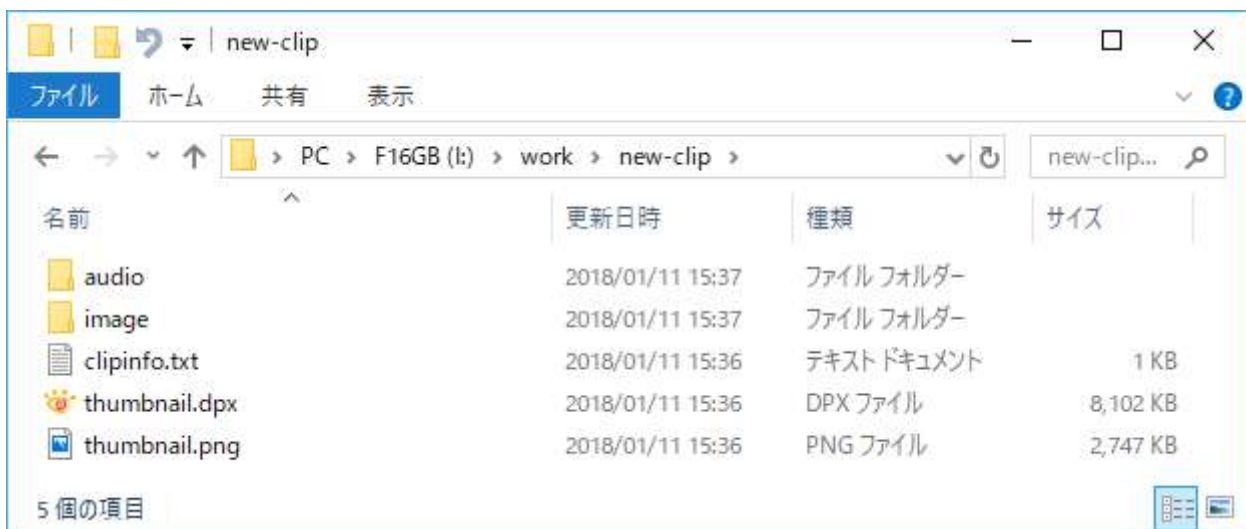 new-clip
ファイル ホーム 共有 表示
PC > F16GB (I:) > work > new-clip > new-clip...
名前 更新日時 種類 サイズ
audio 2018/01/11 15:37 ファイル フォルダー
image 2018/01/11 15:37 ファイル フォルダー
clipinfo.txt 2018/01/11 15:36 テキスト ドキュメント 1 KB
thumbnail.dpx 2018/01/11 15:36 DPX ファイル 8,102 KB
thumbnail.png 2018/01/11 15:36 PNG ファイル 2,747 KB
5 個の項目